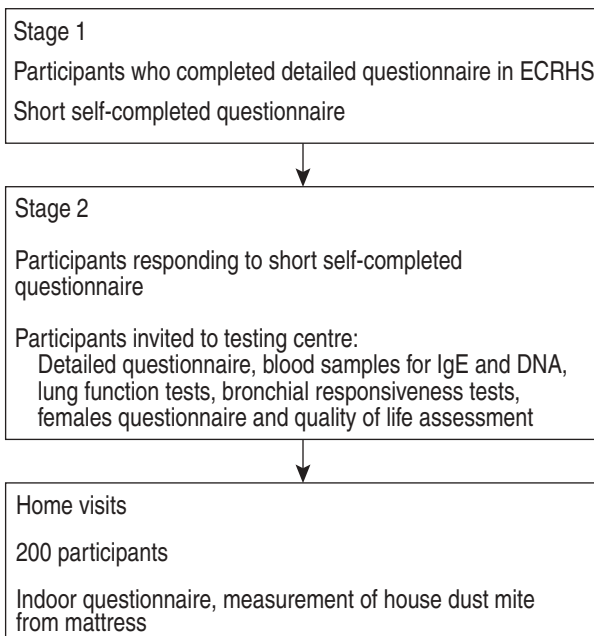 Stage 1
Participants who completed detailed questionnaire in ECRHS
Short self-completed questionnaire
Stage 2
Participants responding to short self-completed
questionnaire
Participants invited to testing centre:
Detailed questionnaire, blood samples for IgE and DNA,
lung function tests, bronchial responsiveness tests,
females questionnaire and quality of life assessment
Home visits
200 participants
Indoor questionnaire, measurement of house dust mite
from mattress